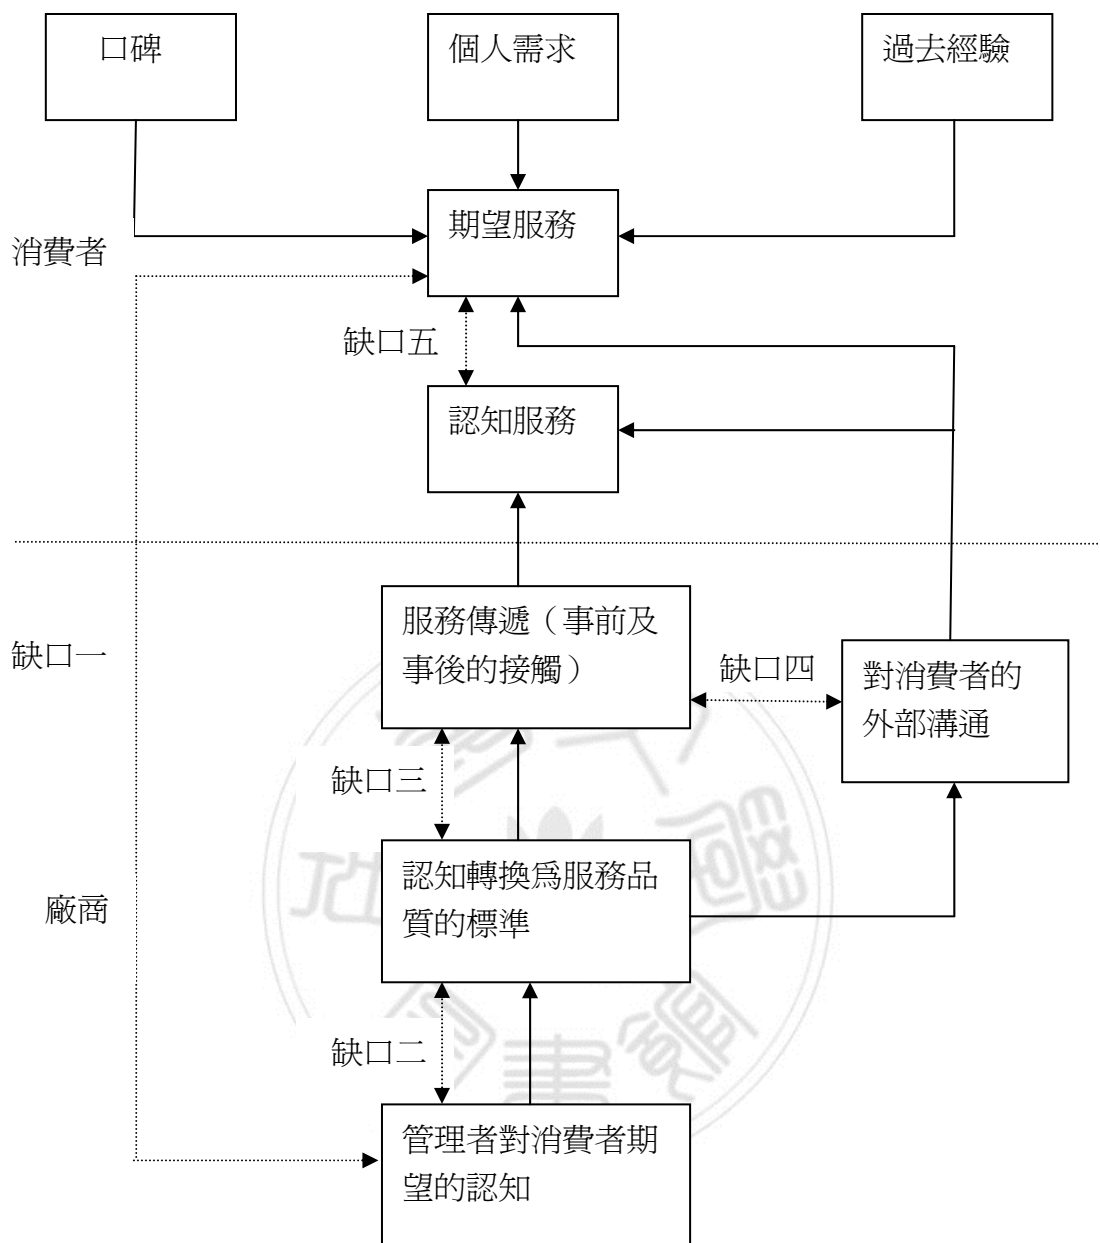 口碑
個人需求
過去經驗
期望服務
消費者
缺口五
認知服務
服務傳遞（事前及
事後的接觸）
缺口一
缺口四
對消費者的
外部溝通
缺口三
認知轉換為服務品
質的標準
廠商
缺口二
管理者對消費者期
望的認知